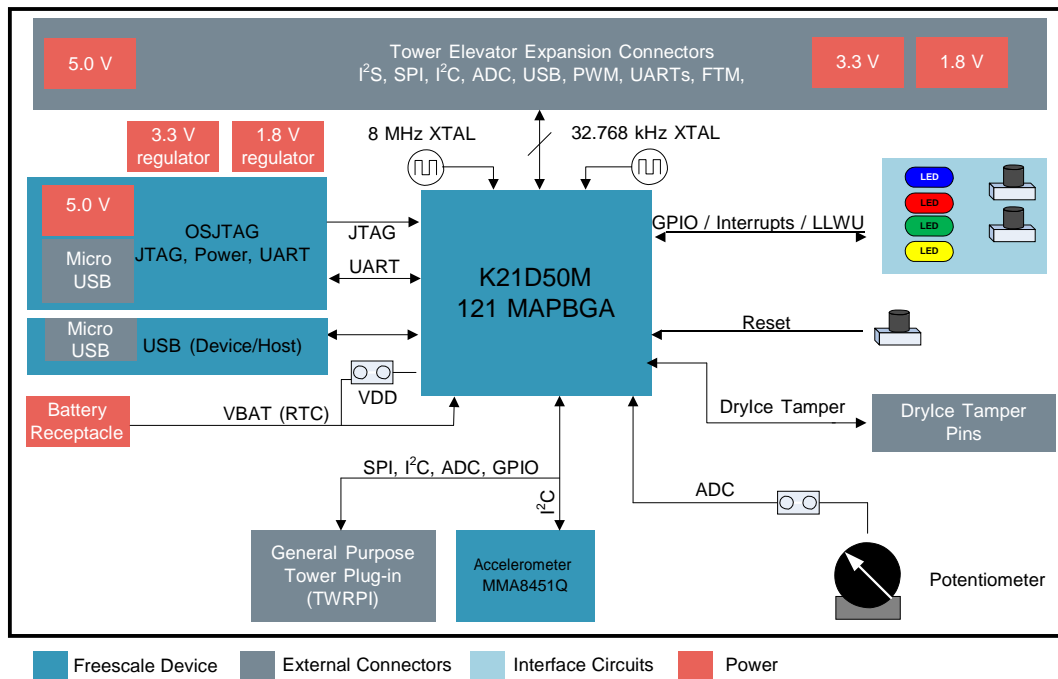 Tower Elevator Expansion Connectors
I²S, SPI, I²C, ADC, USB, PWM, UARTs, FTM,
5.0 V
3.3 V
1.8 V
3.3 V
regulator
1.8 V
regulator
8 MHz XTAL
32.768 kHz XTAL
5.0 V
Micro
USB
OSJTAG
JTAG, Power, UART
JTAG
UART
K21D50M
121 MAPBGA
GPIO / Interrupts / LLWU
LED
LED
LED
LED
Micro
USB
USB (Device/Host)
Reset
VDD
Battery
Receptacle
VBAT (RTC)
DryIce Tamper
DryIce Tamper
Pins
SPI, I²C, ADC, GPIO
I²C
ADC
General Purpose
Tower Plug-in
(TWRPI)
Accelerometer
MMA8451Q
Potentiometer
Freescale Device
External Connectors
Interface Circuits
Power